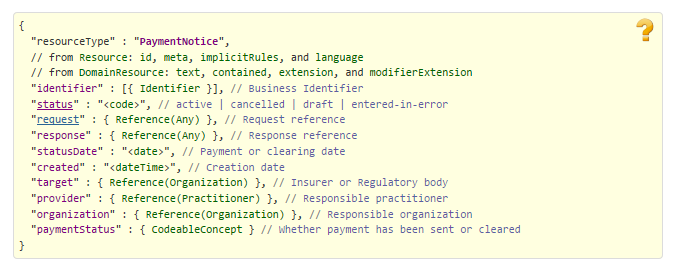 {
"resourceType" : "PaymentNotice",
// from Resource: id, meta, implicitRules, and language
// from DomainResource: text, contained, extension, and modifierExtension
"identifier" : [{ Identifier }], // Business Identifier
"status" : "<code>", // active | cancelled | draft | entered-in-error
"request" : { Reference(Any) }, // Request reference
"response" : { Reference(Any) }, // Response reference
"statusDate" : "<date>", // Payment or clearing date
"created" : "<dateTime>", // Creation date
"target" : { Reference(Organization) }, // Insurer or Regulatory body
"provider" : { Reference(Practitioner) }, // Responsible practitioner
"organization" : { Reference(Organization) }, // Responsible organization
"paymentStatus" : { CodeableConcept } // Whether payment has been sent or cleared
}